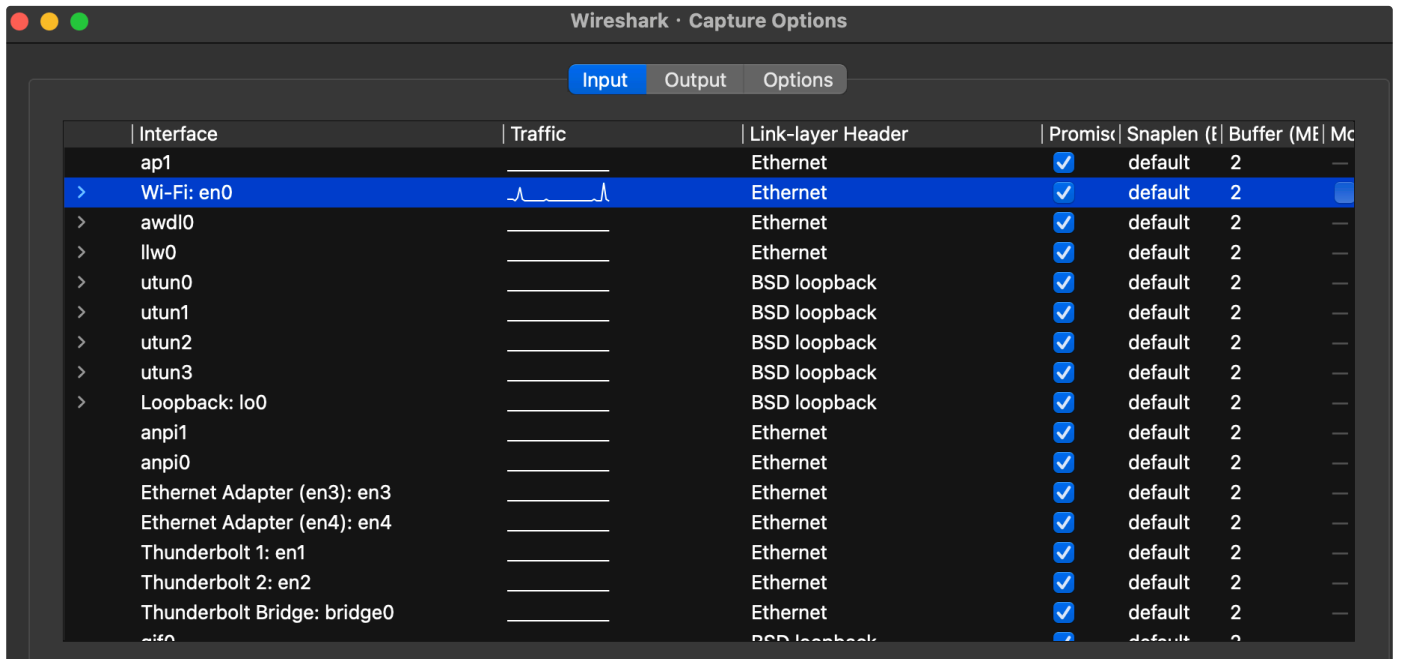 Wireshark · Capture Options
Input Output Options
Interface Traffic Link-layer Header Promisc Snaplen (B Buffer (MB Mo
ap1 Ethernet default 2 —
Wi-Fi: en0 Ethernet default 2
awdl0 Ethernet default 2 —
llw0 Ethernet default 2 —
utun0 BSD loopback default 2 —
utun1 BSD loopback default 2 —
utun2 BSD loopback default 2 —
utun3 BSD loopback default 2 —
Loopback: lo0 BSD loopback default 2 —
anpi1 Ethernet default 2 —
anpi0 Ethernet default 2 —
Ethernet Adapter (en3): en3 Ethernet default 2 —
Ethernet Adapter (en4): en4 Ethernet default 2 —
Thunderbolt 1: en1 Ethernet default 2 —
Thunderbolt 2: en2 Ethernet default 2 —
Thunderbolt Bridge: bridge0 Ethernet default 2 —
gif0 BSD loopback default 2